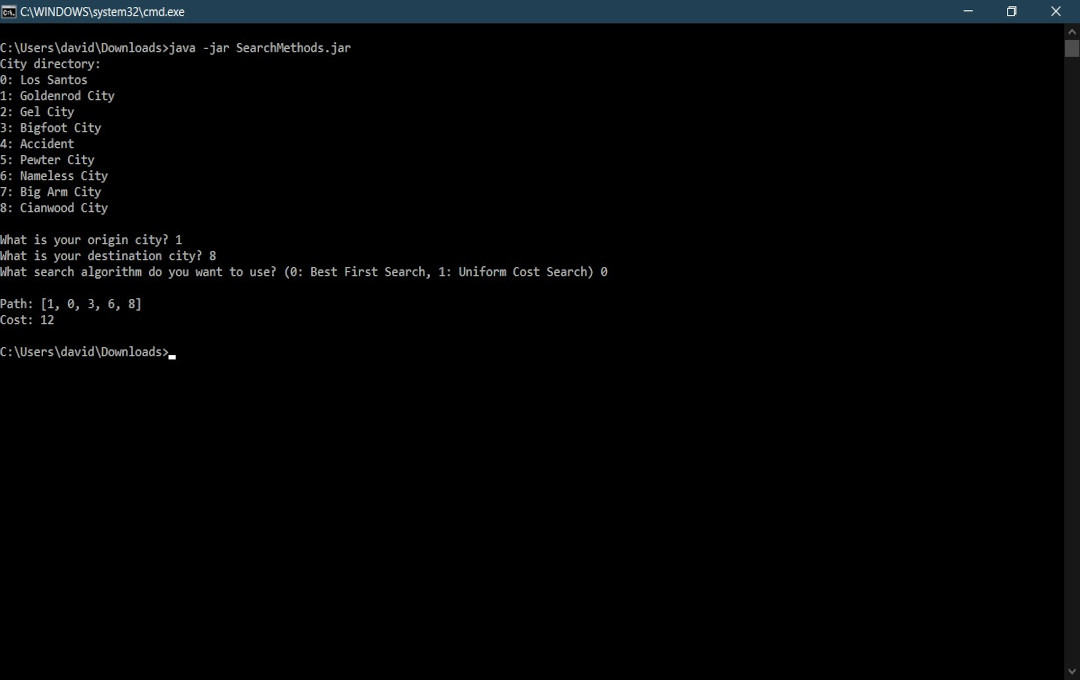 C:\WINDOWS\system32\cmd.exe
C:\Users\david\Downloads>java -jar SearchMethods.jar
City directory:
0: Los Santos
1: Goldenrod City
2: Gel City
3: Bigfoot City
4: Accident
5: Pewter City
6: Nameless City
7: Big Arm City
8: Cianwood City
What is your origin city? 1
What is your destination city? 8
What search algorithm do you want to use? (0: Best First Search, 1: Uniform Cost Search) 0
Path: [1, 0, 3, 6, 8]
Cost: 12
C:\Users\david\Downloads>